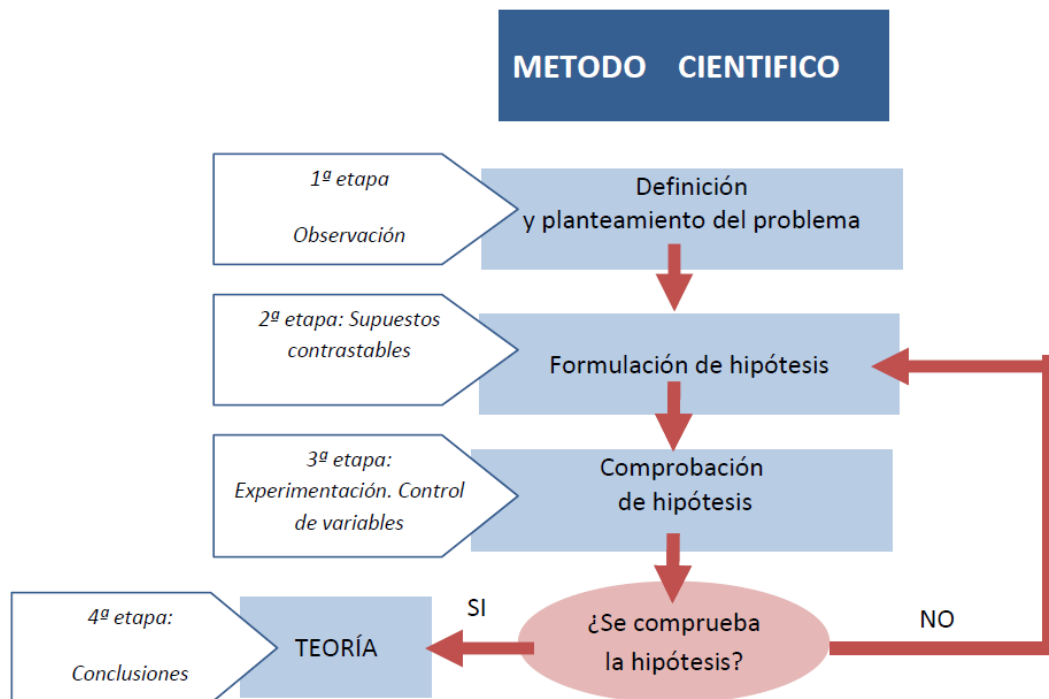 METODO CIENTIFICO
1ª etapa
Observación
Definición
y planteamiento del problema
2ª etapa: Supuestos
contrastables
Formulación de hipótesis
3ª etapa:
Experimentación. Control
de variables
Comprobación
de hipótesis
4ª etapa:
Conclusiones
TEORÍA
SI
¿Se comprueba
la hipótesis?
NO